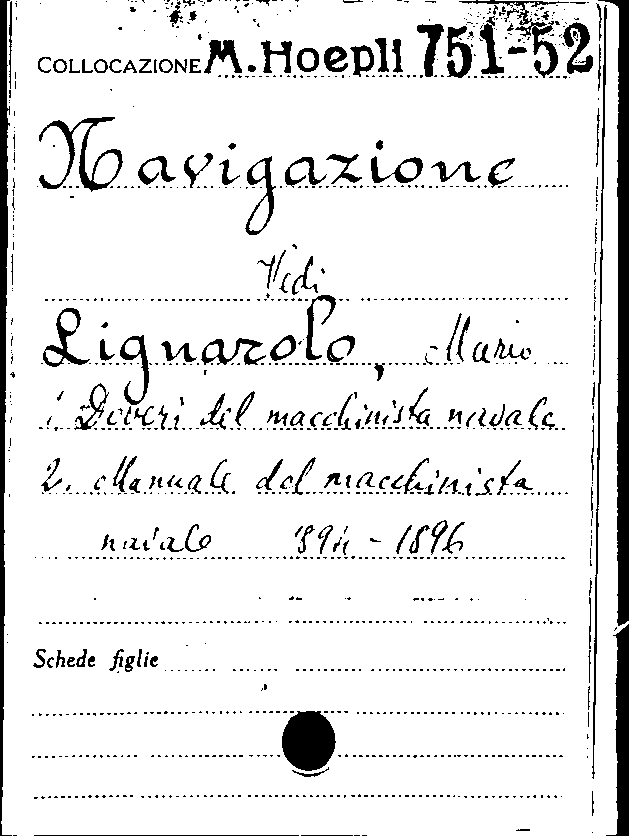 COLLOCAZIONE M. Hoepli 751-52
Navigazione
Vedi
Lignarolo, Mario
1. Doveri del macchinista navale
2. Manuale del macchinista
navale 1894 - 1896
Schede figlie